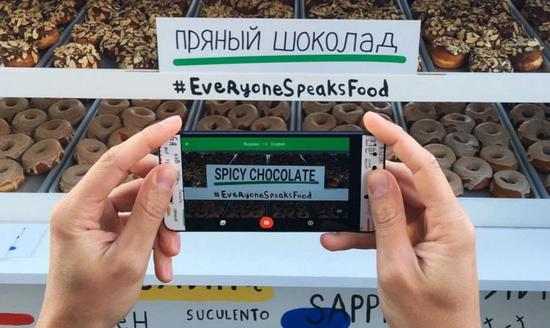 ПРЯНЫЙ ШОКОЛАД
#EveRyoneSpeaksFood
Russian → English
SPICY CHOCOLATE
#EveRyoneSpeaksFood
SUCULENTO
SAPP